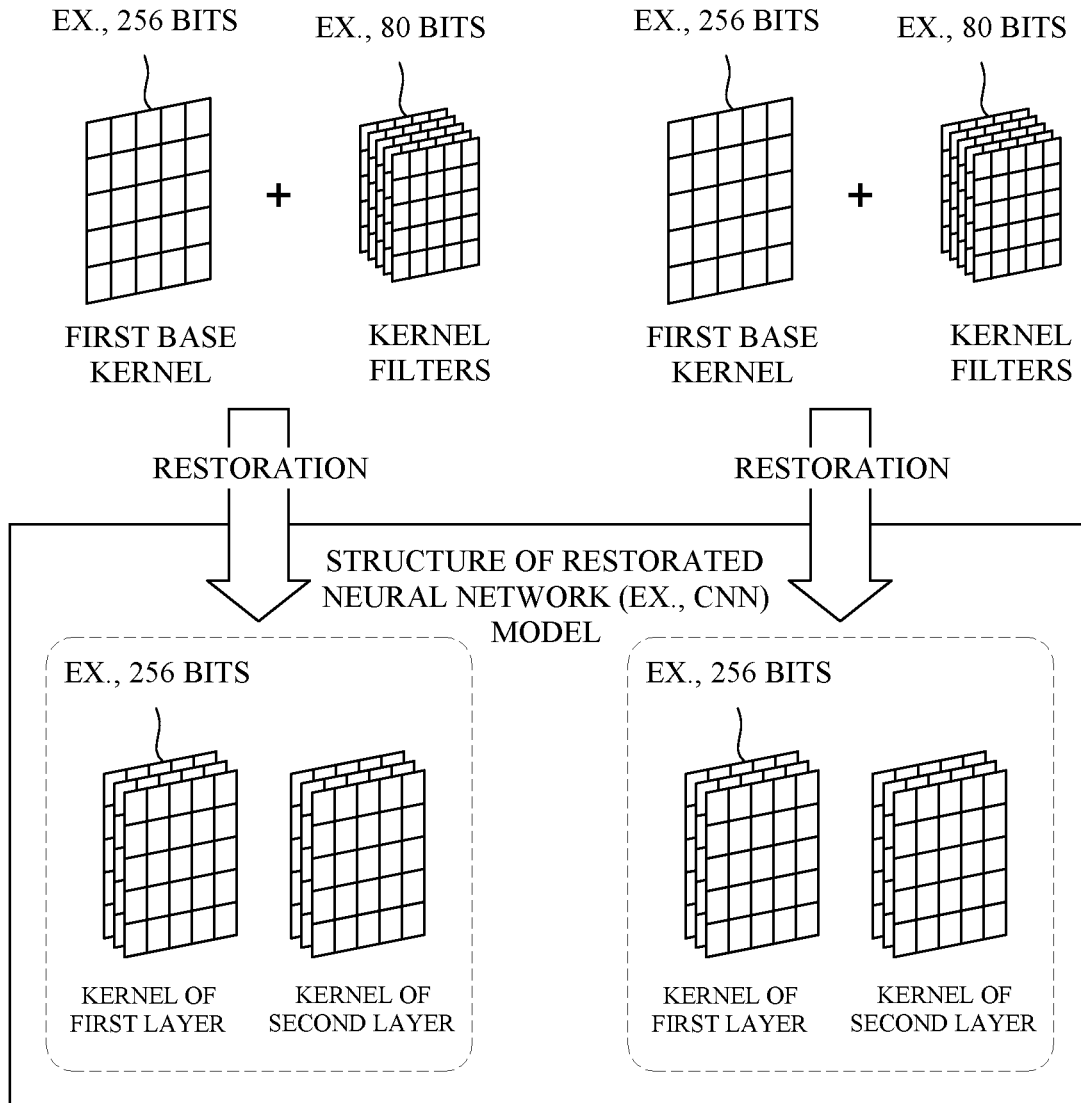 EX., 256 BITS
EX., 80 BITS
EX., 256 BITS
EX., 80 BITS
+
+
FIRST BASE
KERNEL
KERNEL
FILTERS
FIRST BASE
KERNEL
KERNEL
FILTERS
RESTORATION
RESTORATION
STRUCTURE OF RESTORATED
NEURAL NETWORK (EX., CNN)
MODEL
EX., 256 BITS
EX., 256 BITS
KERNEL OF
FIRST LAYER
KERNEL OF
SECOND LAYER
KERNEL OF
FIRST LAYER
KERNEL OF
SECOND LAYER